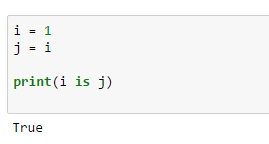 i = 1
j = i
print(i is j)
True